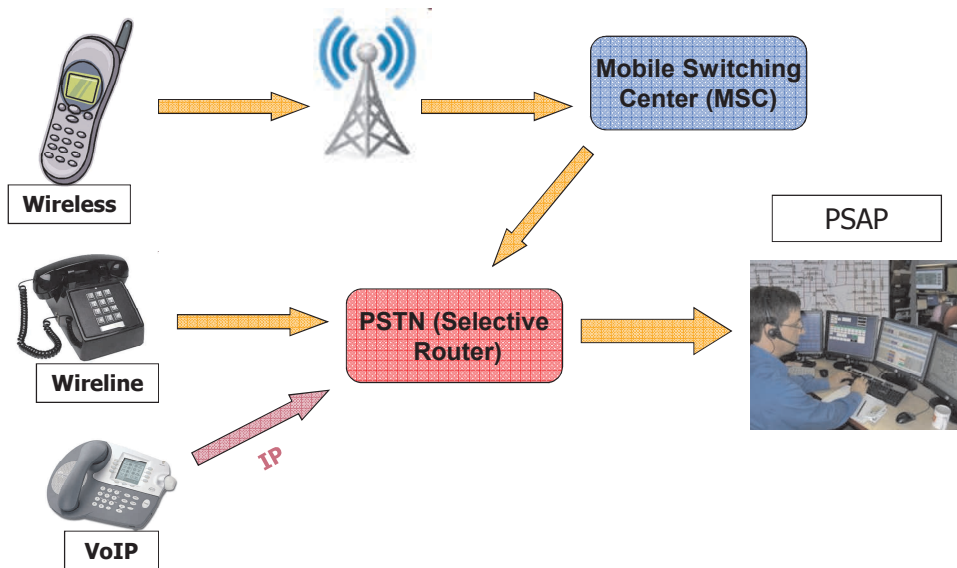 Mobile Switching
Center (MSC)
Wireless
PSAP
PSTN (Selective
Router)
Wireline
IP
VoIP